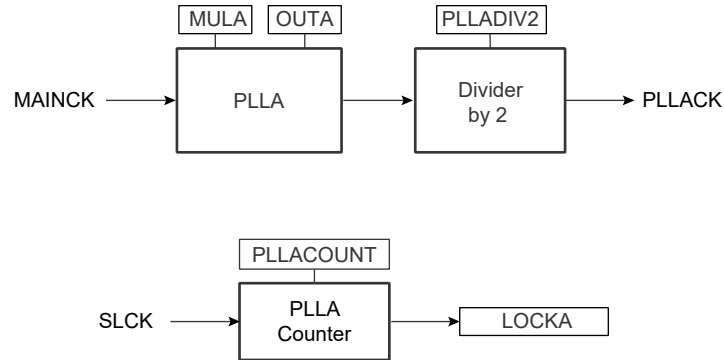 MULA OUTA PLLADIV2
MAINCK PLLA Divider by 2 PLLACK
PLLACOUNT
SLCK PLLA Counter LOCKA